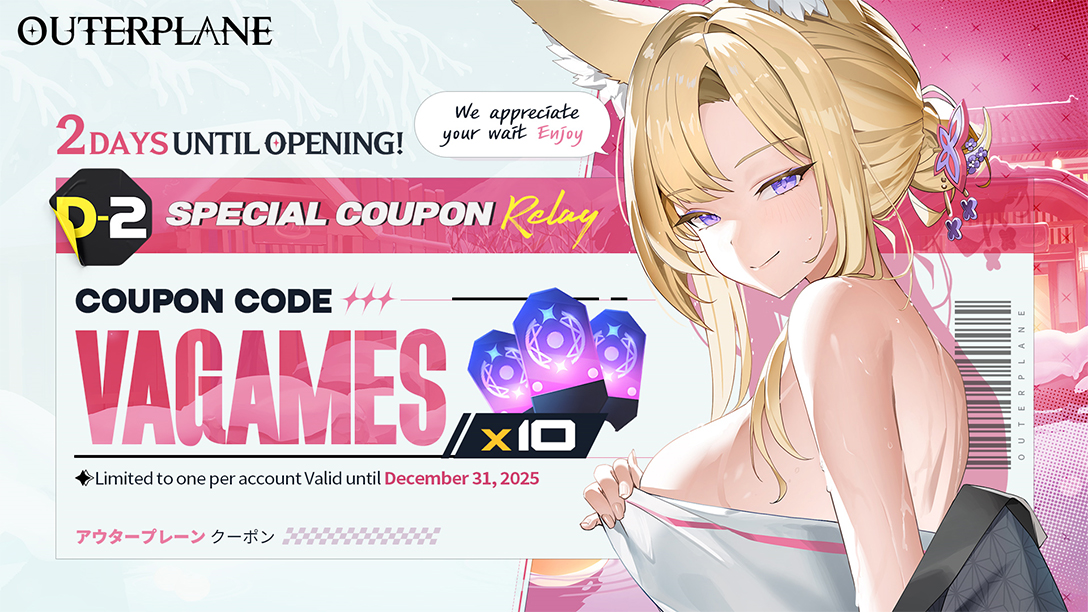 OUTERPLANE
We appreciate
your wait Enjoy
2 DAYS UNTIL OPENING!
D-2 SPECIAL COUPON Relay
COUPON CODE
VAGAMES
x10
Limited to one per account Valid until December 31, 2025
アウタープレーン クーポン
OUTERPLANE